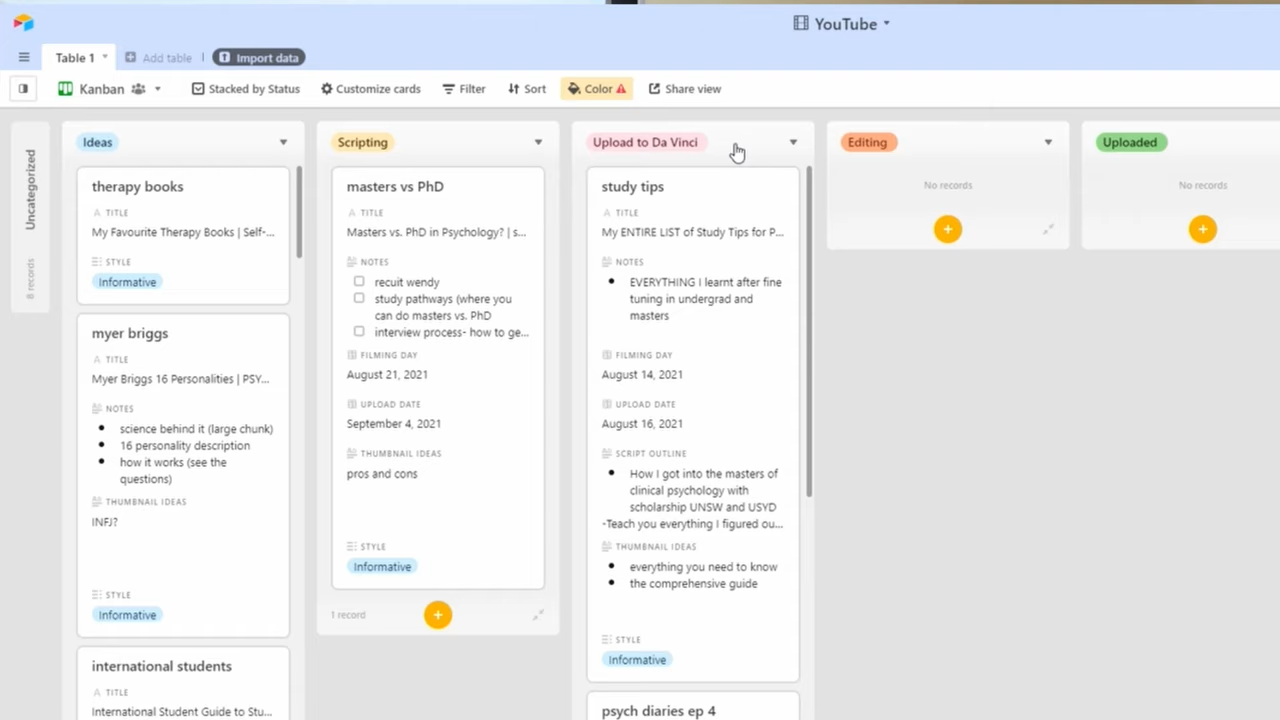 YouTube
Table 1
Add table
Import data
Kanban
Stacked by Status
Customize cards
Filter
Sort
Color
Share view
Uncategorized
8 records
Ideas
therapy books
TITLE
My Favourite Therapy Books | Self-...
STYLE
Informative
myer briggs
TITLE
Myer Briggs 16 Personalities | PSY...
NOTES
science behind it (large chunk)
16 personality description
how it works (see the
questions)
THUMBNAIL IDEAS
INFJ?
STYLE
Informative
international students
TITLE
International Student Guide to Stu...
Scripting
masters vs PhD
TITLE
Masters vs. PhD in Psychology? | s...
NOTES
recuit wendy
study pathways (where you
can do masters vs. PhD
interview process- how to ge...
FILMING DAY
August 21, 2021
UPLOAD DATE
September 4, 2021
THUMBNAIL IDEAS
pros and cons
STYLE
Informative
1 record
Upload to Da Vinci
study tips
TITLE
My ENTIRE LIST of Study Tips for P...
NOTES
EVERYTHING I learnt after fine
tuning in undergrad and
masters
FILMING DAY
August 14, 2021
UPLOAD DATE
August 16, 2021
SCRIPT OUTLINE
How I got into the masters of
clinical psychology with
scholarship UNSW and USYD
-Teach you everything I figured ou...
THUMBNAIL IDEAS
everything you need to know
the comprehensive guide
STYLE
Informative
psych diaries ep 4
Editing
No records
Uploaded
No records